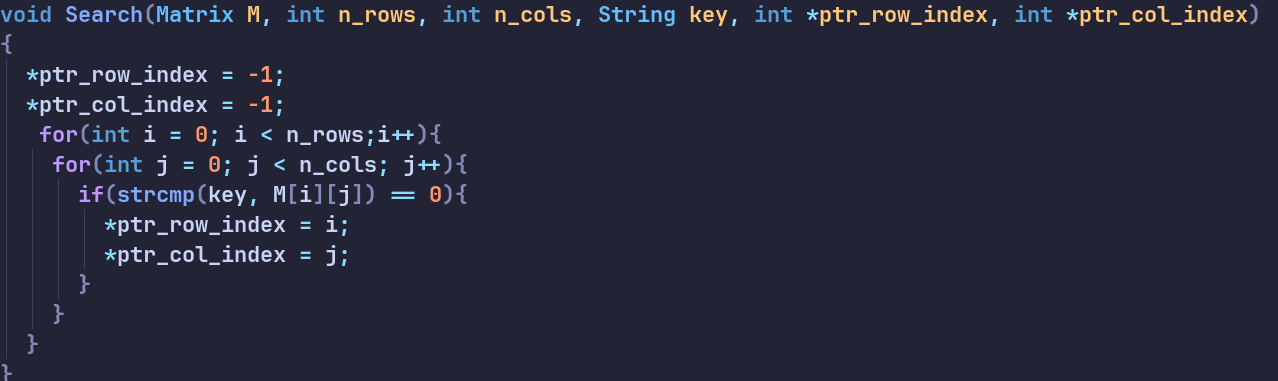 void Search(Matrix M, int n_rows, int n_cols, String key, int *ptr_row_index, int *ptr_col_index)
{
  *ptr_row_index = -1;
  *ptr_col_index = -1;
   for(int i = 0; i < n_rows;i++){
    for(int j = 0; j < n_cols; j++){
      if(strcmp(key, M[i][j]) == 0){
        *ptr_row_index = i;
        *ptr_col_index = j;
      }
    }
  }
}